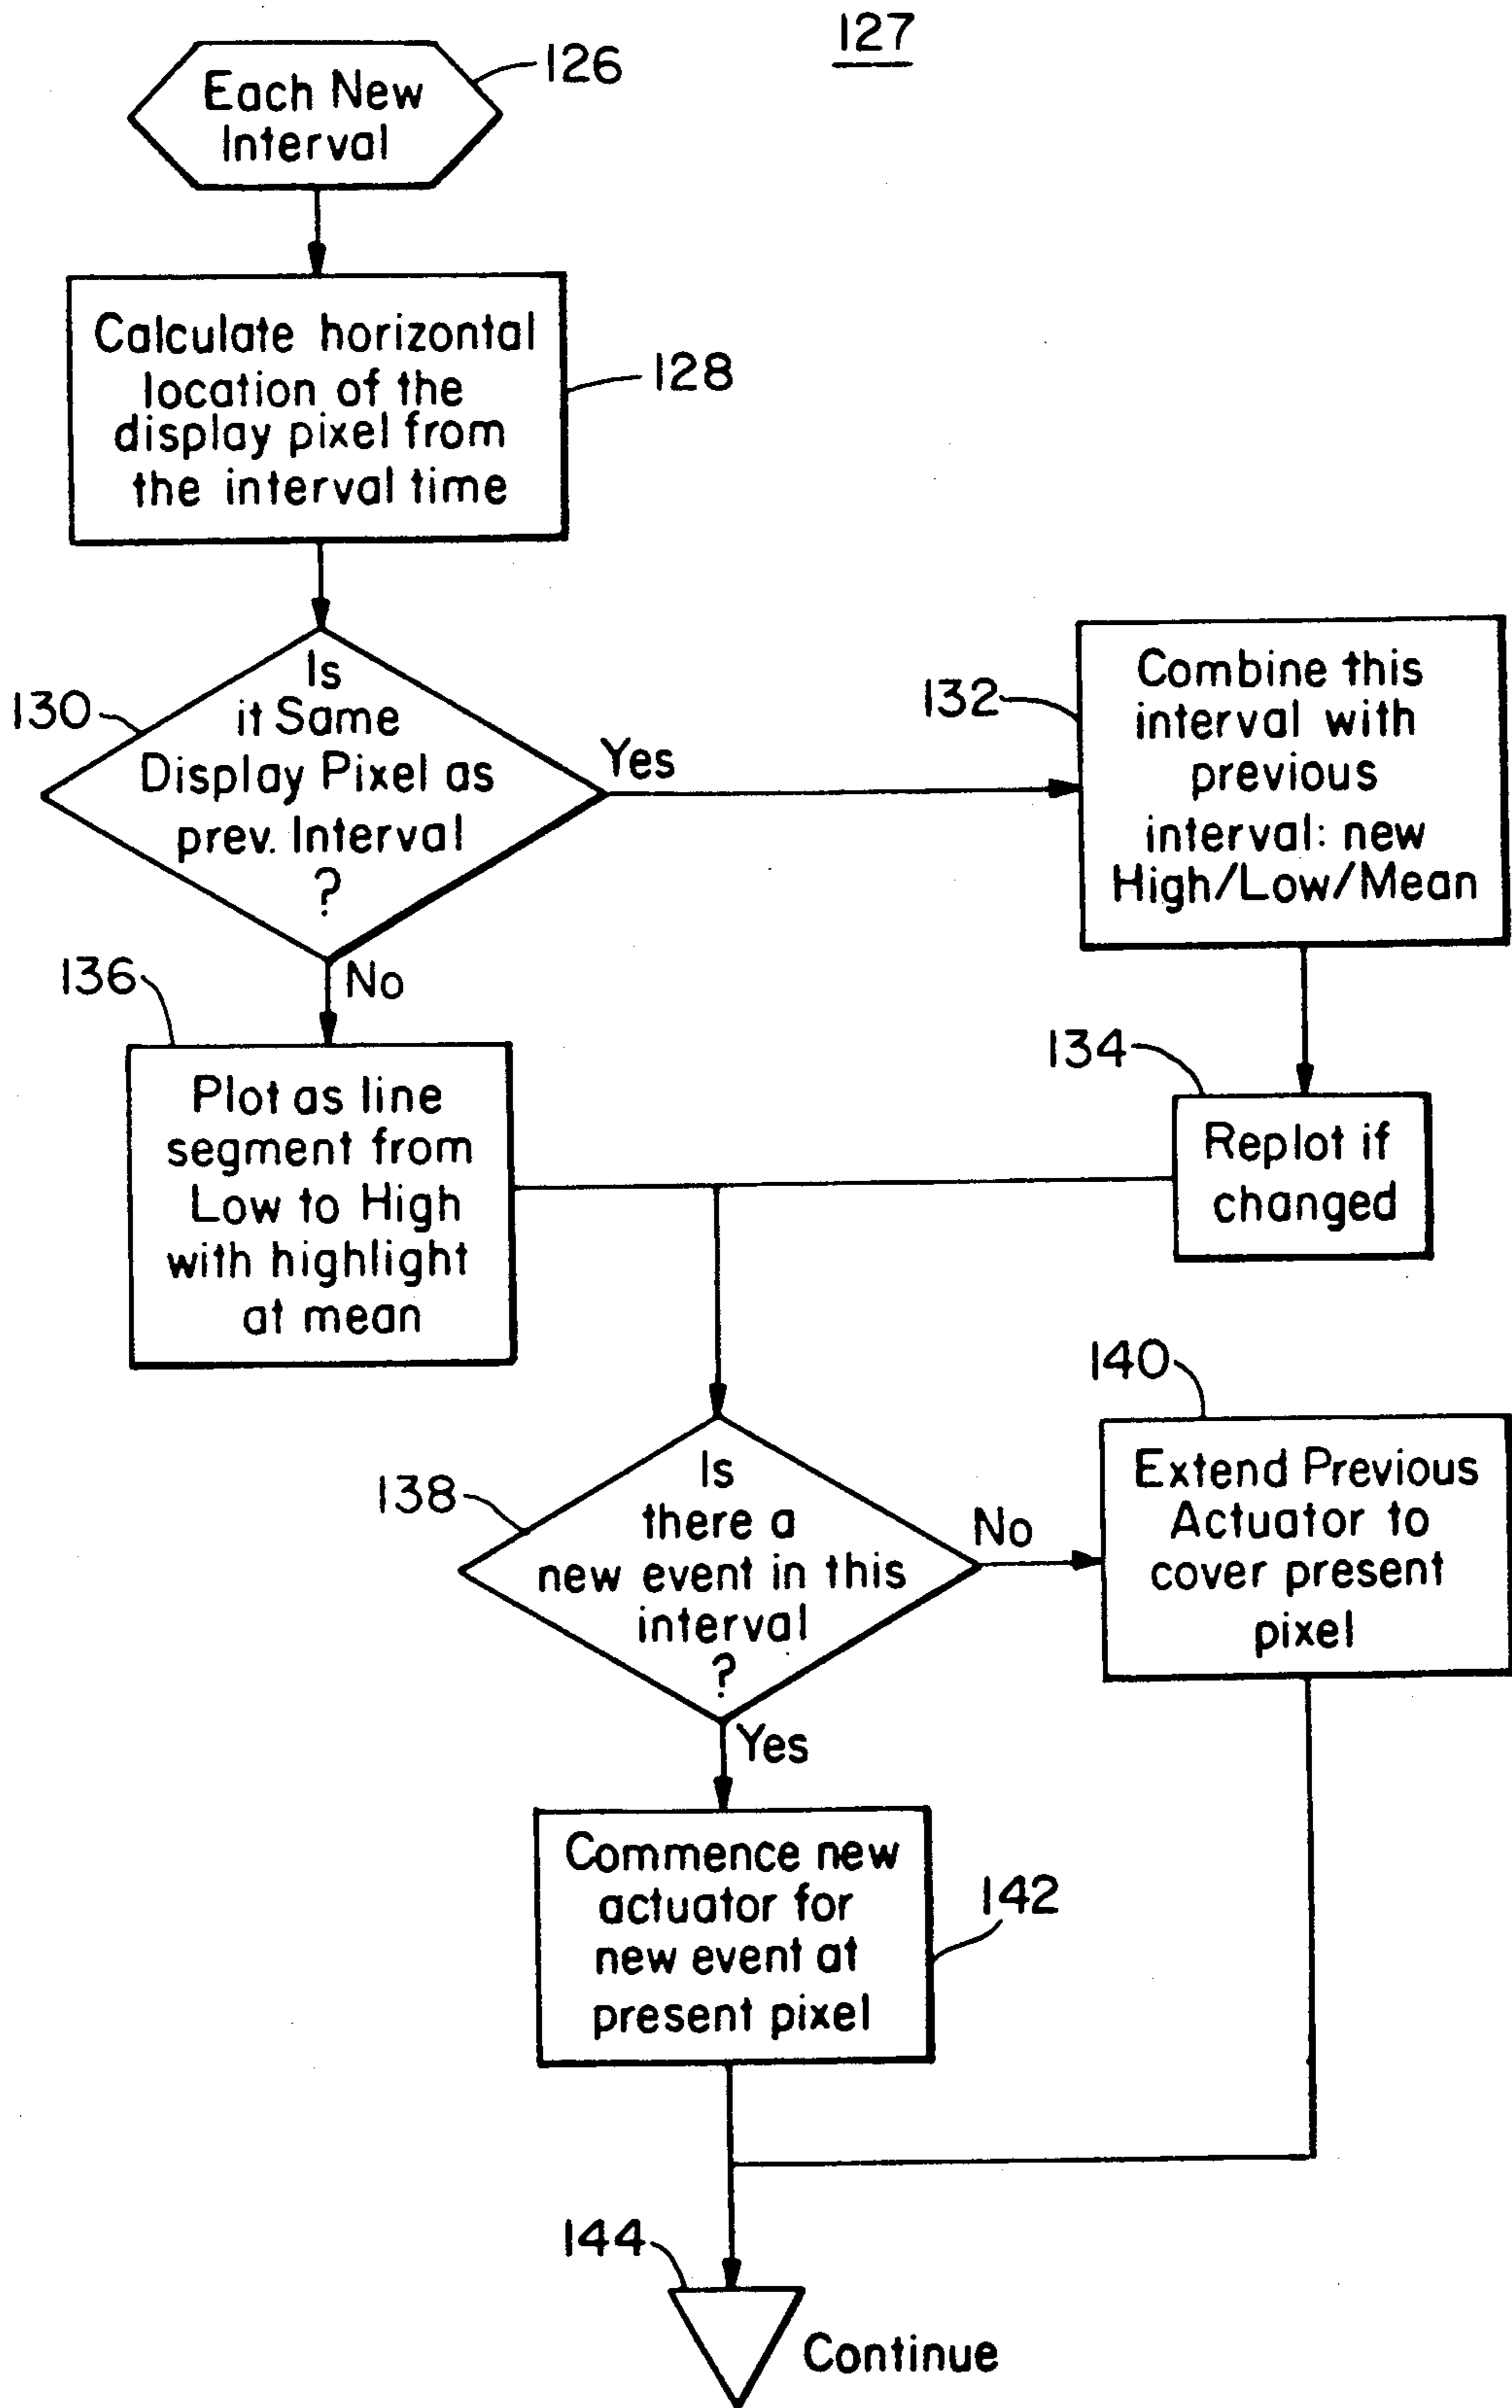 127
126
Each New
Interval
Calculate horizontal
location of the
display pixel from
the interval time
128
130
Is
it Same
Display Pixel as
prev. Interval
?
Yes
132
Combine this
interval with
previous
interval: new
High/Low/Mean
No
136
Plot as line
segment from
Low to High
with highlight
at mean
134
Replot if
changed
138
Is
there a
new event in this
interval
?
No
140
Extend Previous
Actuator to
cover present
pixel
Yes
Commence new
actuator for
new event at
present pixel
142
144
Continue